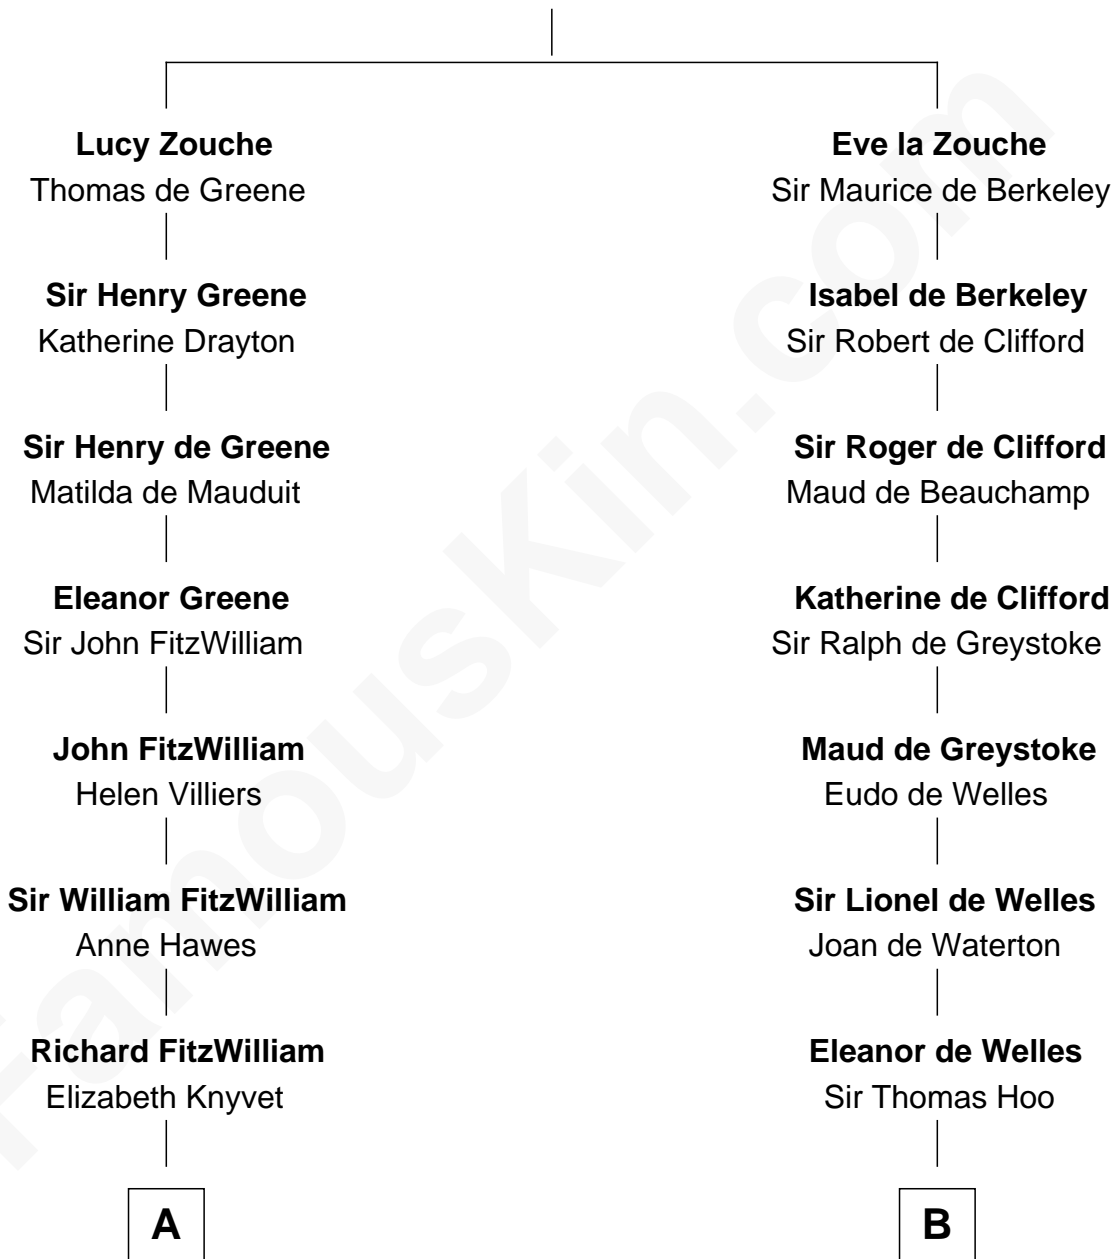 Lucy Zouche
Thomas de Greene
Sir Henry Greene
Katherine Drayton
Sir Henry de Greene
Matilda de Mauduit
Eleanor Greene
Sir John FitzWilliam
John FitzWilliam
Helen Villiers
Sir William FitzWilliam
Anne Hawes
Richard FitzWilliam
Elizabeth Knyvet
A
Eve la Zouche
Sir Maurice de Berkeley
Isabel de Berkeley
Sir Robert de Clifford
Sir Roger de Clifford
Maud de Beauchamp
Katherine de Clifford
Sir Ralph de Greystoke
Maud de Greystoke
Eudo de Welles
Sir Lionel de Welles
Joan de Waterton
Eleanor de Welles
Sir Thomas Hoo
B
FamousKin.com